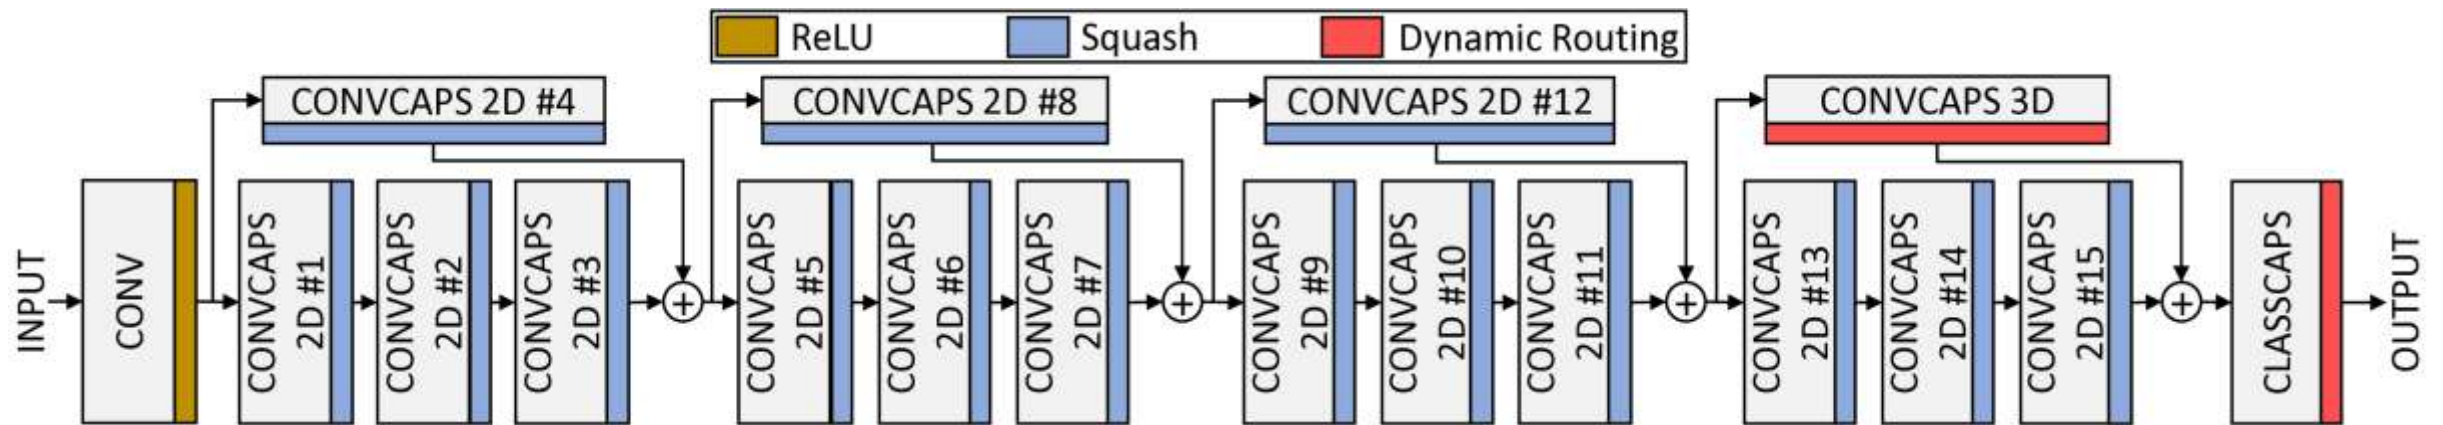 ReLU
Squash
Dynamic Routing
CONVCAPS 2D #4
CONVCAPS 2D #8
CONVCAPS 2D #12
CONVCAPS 3D
INPUT
CONV
CONVCAPS
2D #1
CONVCAPS
2D #2
CONVCAPS
2D #3
+
CONVCAPS
2D #5
CONVCAPS
2D #6
CONVCAPS
2D #7
+
CONVCAPS
2D #9
CONVCAPS
2D #10
CONVCAPS
2D #11
+
CONVCAPS
2D #13
CONVCAPS
2D #14
CONVCAPS
2D #15
+
CLASSCAPS
OUTPUT